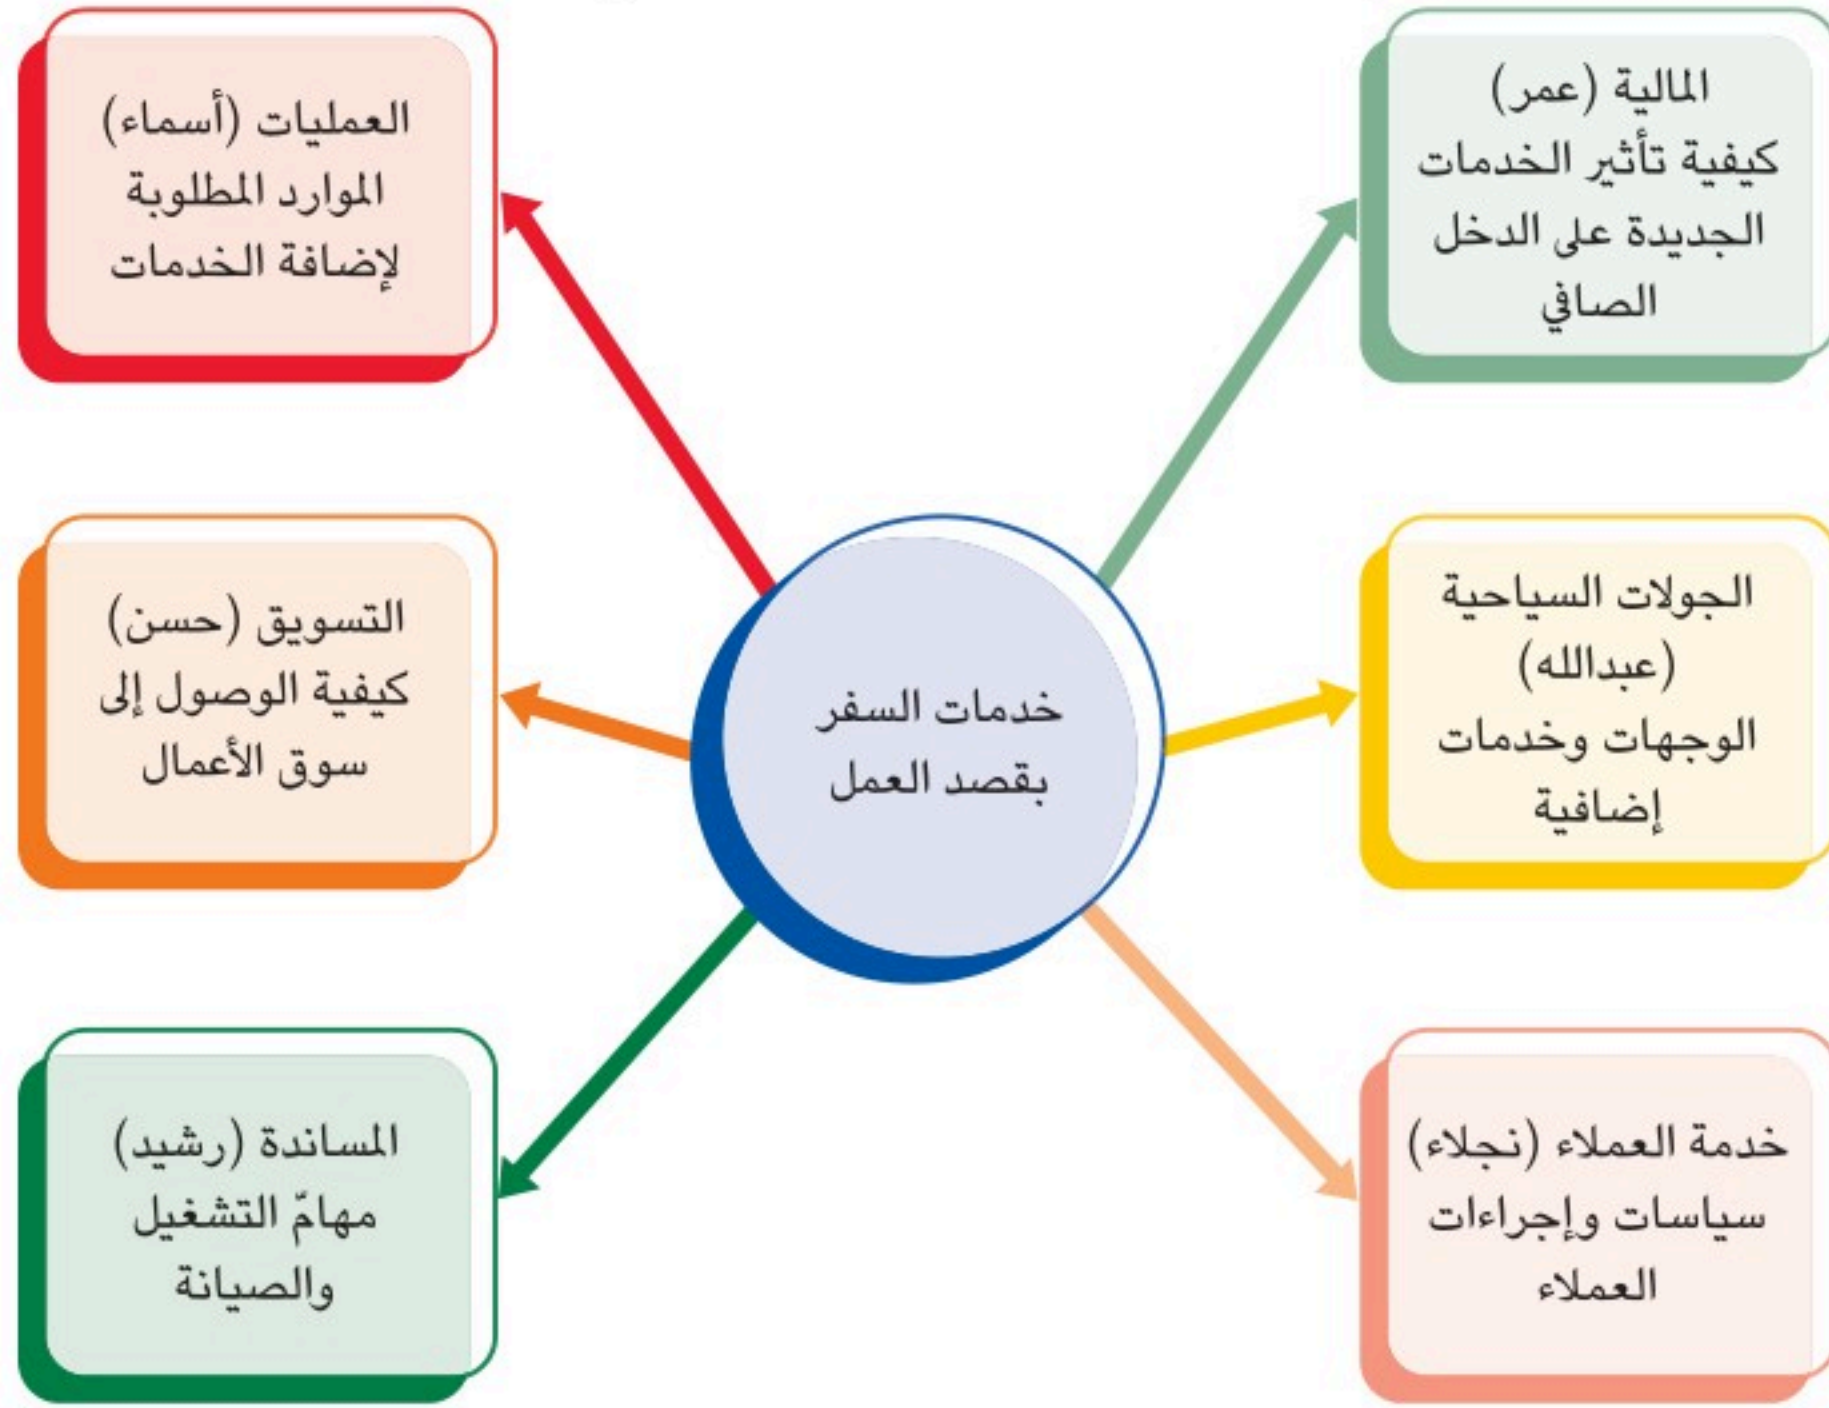 المالية (عمر)
كيفية تأثير الخدمات
الجديدة على الدخل
الصافي
العمليات (أسماء)
الموارد المطلوبة
لإضافة الخدمات
الجولات السياحية
(عبدالله)
الوجهات وخدمات
إضافية
خدمات السفر
بقصد العمل
التسويق (حسن)
كيفية الوصول إلى
سوق الأعمال
خدمة العملاء (نجلاء)
سياسات وإجراءات
العملاء
المساندة (رشيد)
مهامّ التشغيل
والصيانة